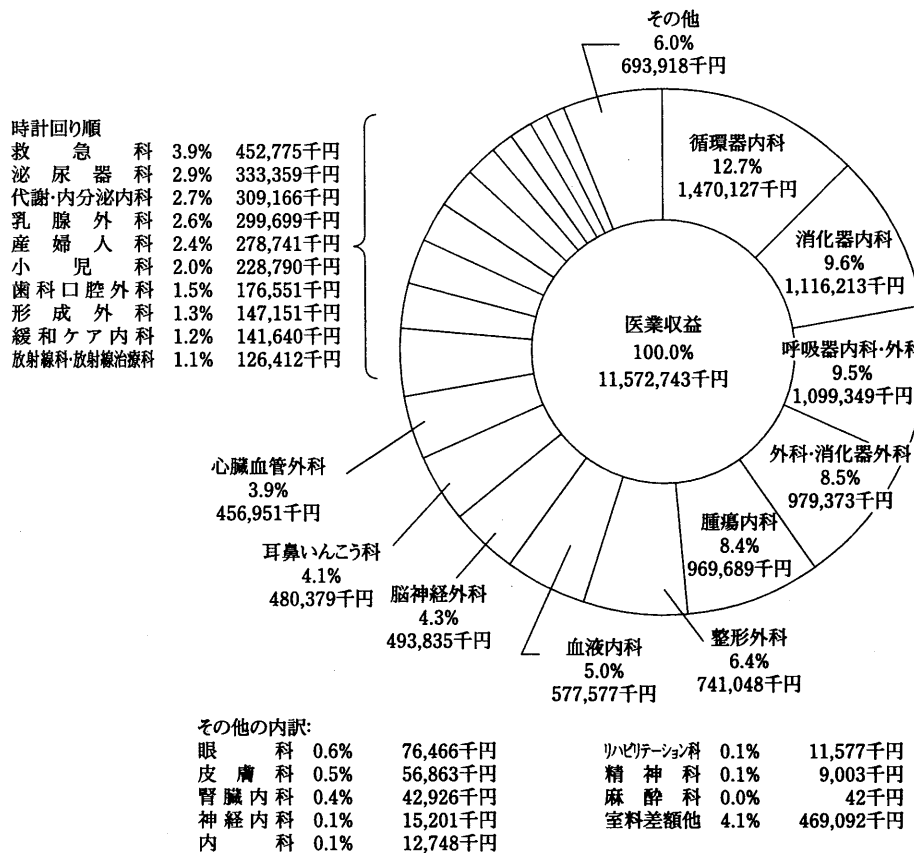 その他
6.0%
693,918千円
時計回り順
救急科 3.9% 452,775千円
泌尿器科 2.9% 333,359千円
代謝・内分泌内科 2.7% 309,166千円
乳腺外科 2.6% 299,699千円
産婦人科 2.4% 278,741千円
小児科 2.0% 228,790千円
歯科口腔外科 1.5% 176,551千円
形成外科 1.3% 147,151千円
緩和ケア内科 1.2% 141,640千円
放射線科・放射線治療科 1.1% 126,412千円
循環器内科
12.7%
1,470,127千円
消化器内科
9.6%
1,116,213千円
呼吸器内科・外科
9.5%
1,099,349千円
外科・消化器外科
8.5%
979,373千円
腫瘍内科
8.4%
969,689千円
整形外科
6.4%
741,048千円
血液内科
5.0%
577,577千円
脳神経外科
4.3%
493,835千円
耳鼻いんこう科
4.1%
480,379千円
心臓血管外科
3.9%
456,951千円
医業収益
100.0%
11,572,743千円
その他の内訳:
眼科 0.6% 76,466千円
皮膚科 0.5% 56,863千円
腎臓内科 0.4% 42,926千円
神経内科 0.1% 15,201千円
内科 0.1% 12,748千円
リハビリテーション科 0.1% 11,577千円
精神科 0.1% 9,003千円
麻酔科 0.0% 42千円
室料差額他 4.1% 469,092千円